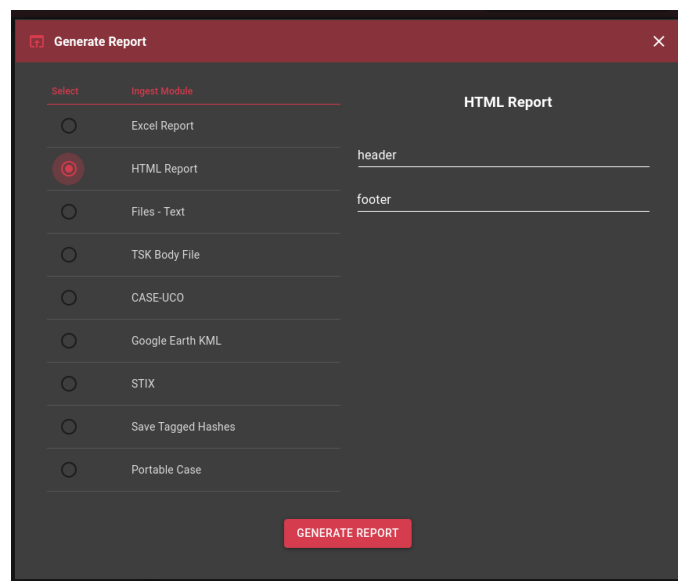 Generate Report
Select Ingest Module
HTML Report
Excel Report
header
HTML Report
footer
Files - Text
TSK Body File
CASE-UCO
Google Earth KML
STIX
Save Tagged Hashes
Portable Case
GENERATE REPORT